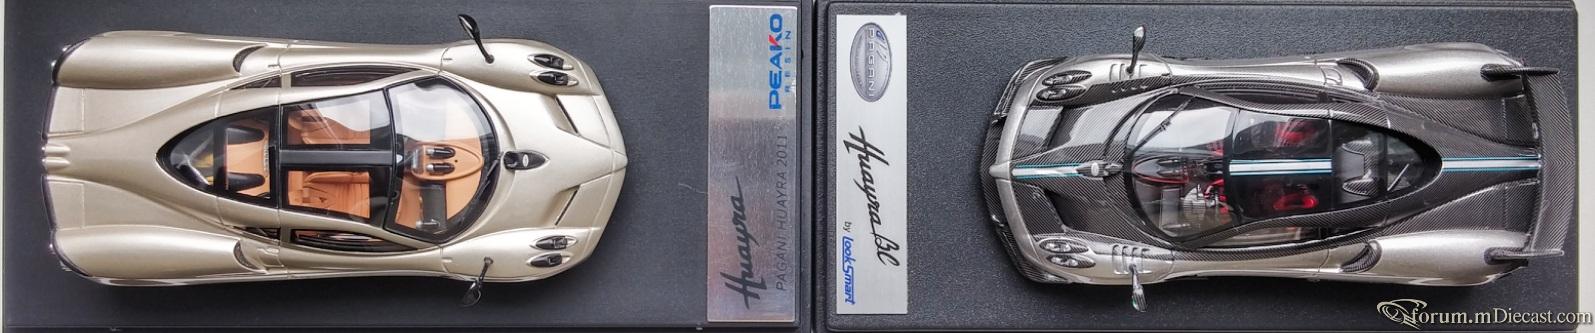 PEAKO
RESIN
Huayra
PAGANI HUAYRA 2011
PAGANI
Huayra BC
by LookSmart
forum.mDiecast.com